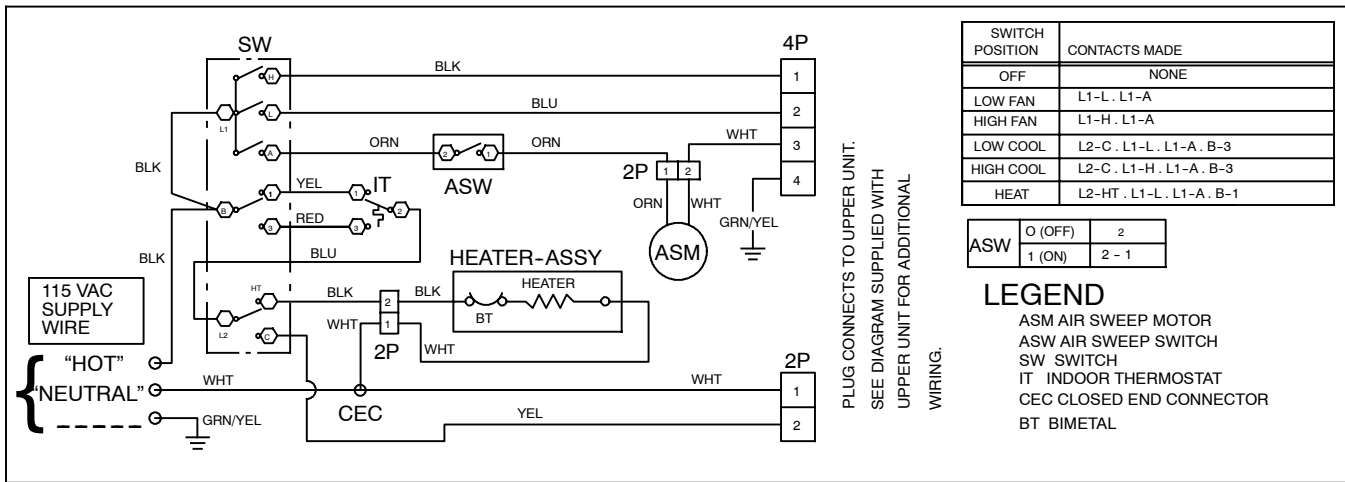 SW
4P
H
BLK
1
L1
L
BLU
2
A
ORN
2
1
ORN
WHT
3
ASW
2P
1
2
4
BLK
B
1
YEL
1
IT
2
3
RED
3
ORN
WHT
GRN/YEL
ASM
BLK
BLU
HEATER-ASSY
115 VAC
SUPPLY
WIRE
HT
BLK
2
BLK
HEATER
BT
L2
WHT
1
C
2P
WHT
"HOT"
2P
"NEUTRAL"
WHT
WHT
1
CEC
GRN/YEL
YEL
2
PLUG CONNECTS TO UPPER UNIT.
SEE DIAGRAM SUPPLIED WITH
UPPER UNIT FOR ADDITIONAL
WIRING.
SWITCH
POSITION CONTACTS MADE
OFF NONE
LOW FAN L1-L . L1-A
HIGH FAN L1-H . L1-A
LOW COOL L2-C . L1-L . L1-A . B-3
HIGH COOL L2-C . L1-H . L1-A . B-3
HEAT L2-HT . L1-L . L1-A . B-1
ASW O (OFF) 2
1 (ON) 2 - 1
LEGEND
ASM AIR SWEEP MOTOR
ASW AIR SWEEP SWITCH
SW SWITCH
IT INDOOR THERMOSTAT
CEC CLOSED END CONNECTOR
BT BIMETAL